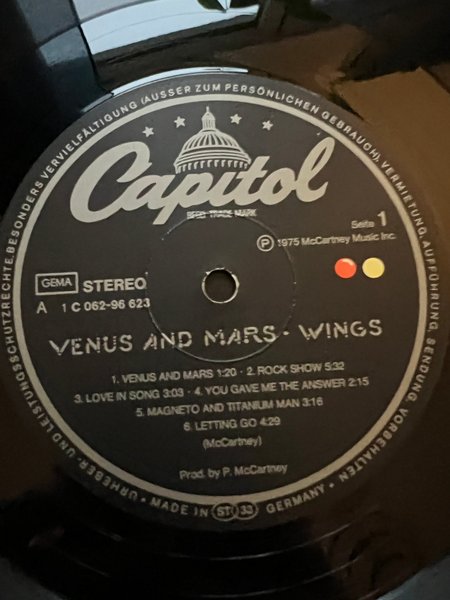 URHEBER- UND LEISTUNGSSCHUTZRECHTE, BESONDERS VERVIELFÄLTIGUNG (AUSSER ZUM PERSÖNLICHEN GEBRAUCH), VERMIETUNG, AUFFÜHRUNG, SENDUNG, VORBEHALTEN • MADE IN GERMANY •
Capitol
REG. TRADE MARK
Seite 1
Ⓟ 1975 McCartney Music Inc.
GEMA STEREO
A 1 C 062-96 623
VENUS AND MARS · WINGS
1. VENUS AND MARS 1:20 · 2. ROCK SHOW 5:32
3. LOVE IN SONG 3:03 · 4. YOU GAVE ME THE ANSWER 2:15
5. MAGNETO AND TITANIUM MAN 3:16
6. LETTING GO 4:29
(McCartney)
Prod. by P. McCartney
ST 33